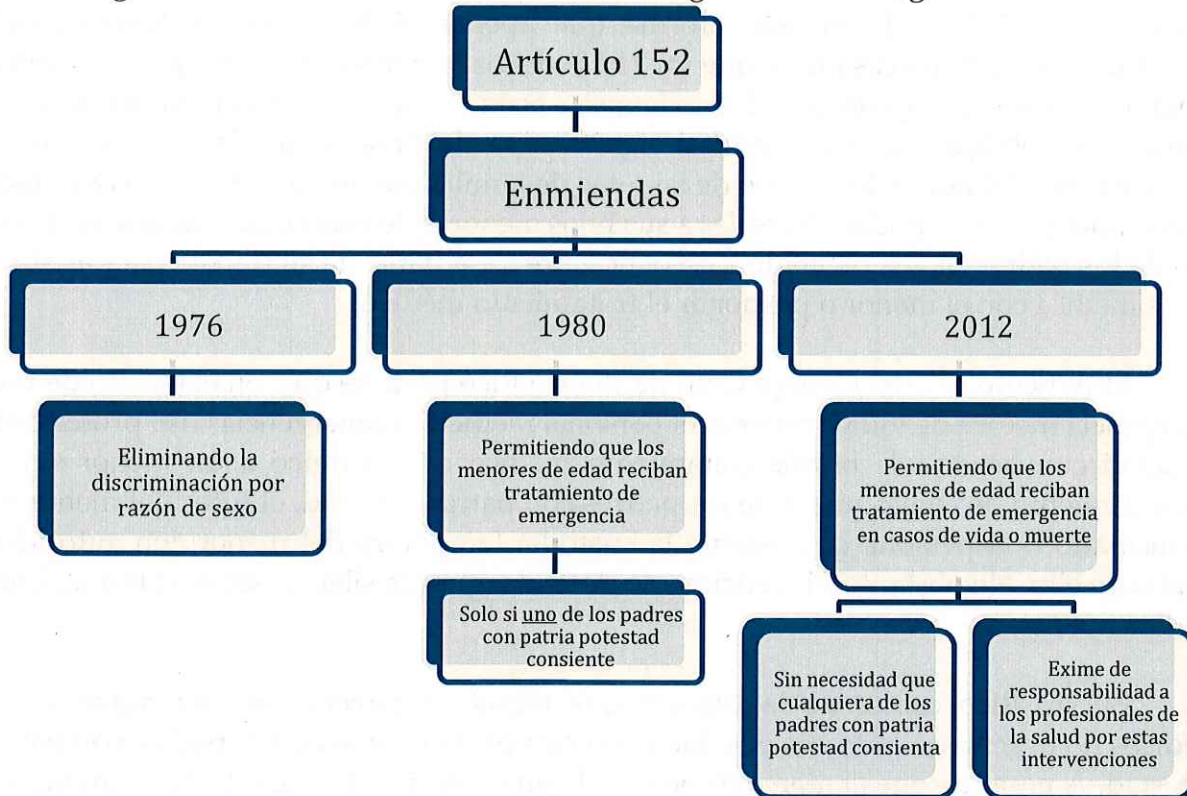 Artículo 152
Enmiendas
1976
1980
2012
Eliminando la
discriminación por
razón de sexo
Permitiendo que los
menores de edad reciban
tratamiento de
emergencia
Permitiendo que los
menores de edad reciban
tratamiento de emergencia
en casos de vida o muerte
Solo si uno de los padres
con patria potestad
consiente
Sin necesidad que
cualquiera de los
padres con patria
potestad consienta
Exime de
responsabilidad a
los profesionales de
la salud por estas
intervenciones